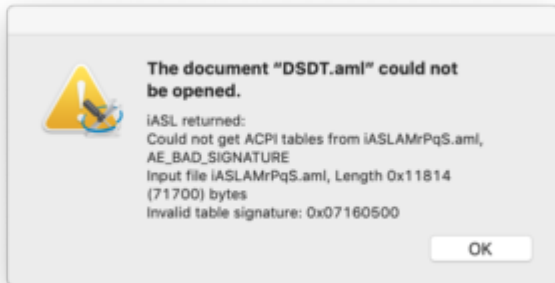 The document “DSDT.aml” could not
be opened.
iASL returned:
Could not get ACPI tables from iASLAMrPqS.aml,
AE_BAD_SIGNATURE
Input file iASLAMrPqS.aml, Length 0x11814
(71700) bytes
Invalid table signature: 0x07160500
OK